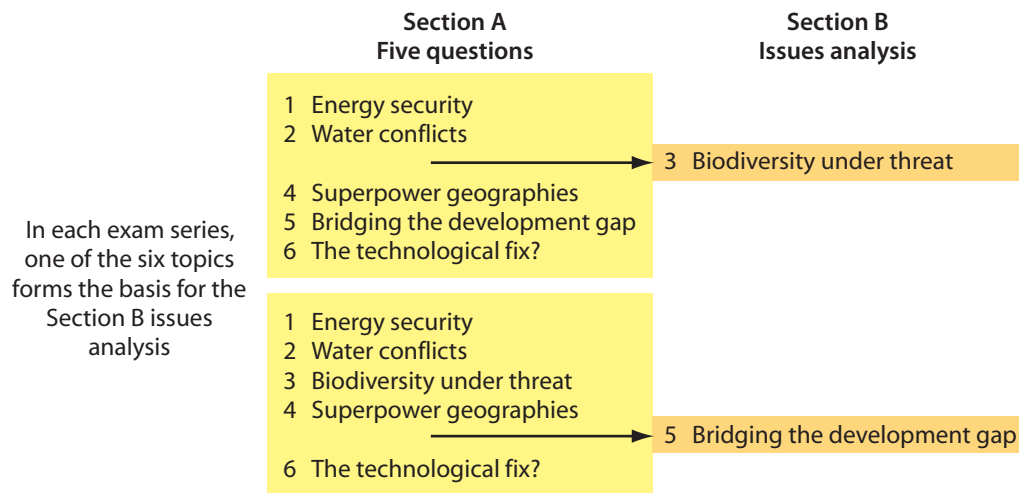 Section A
Five questions
Section B
Issues analysis
In each exam series,
one of the six topics
forms the basis for the
Section B issues
analysis
1 Energy security
2 Water conflicts
3 Biodiversity under threat
4 Superpower geographies
5 Bridging the development gap
6 The technological fix?
1 Energy security
2 Water conflicts
3 Biodiversity under threat
4 Superpower geographies
5 Bridging the development gap
6 The technological fix?